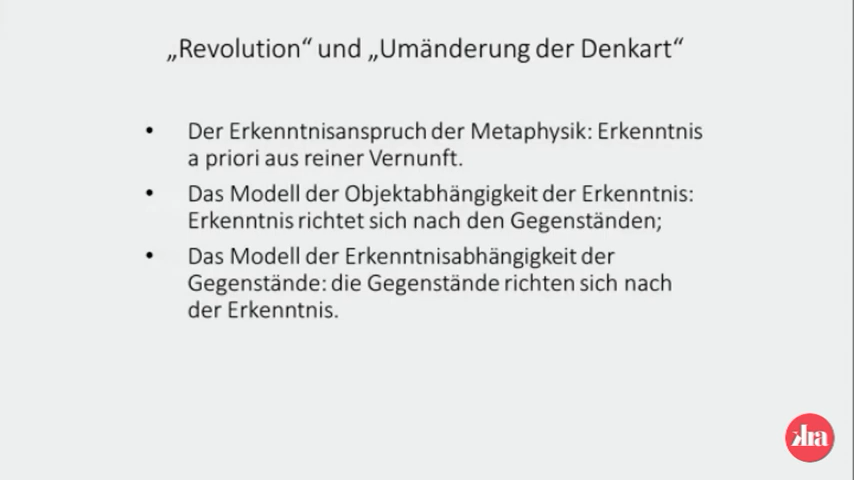 „Revolution“ und „Umänderung der Denkart“
• Der Erkenntnisanspruch der Metaphysik: Erkenntnis
a priori aus reiner Vernunft.
• Das Modell der Objektabhängigkeit der Erkenntnis:
Erkenntnis richtet sich nach den Gegenständen;
• Das Modell der Erkenntnisabhängigkeit der
Gegenstände: die Gegenstände richten sich nach
der Erkenntnis.